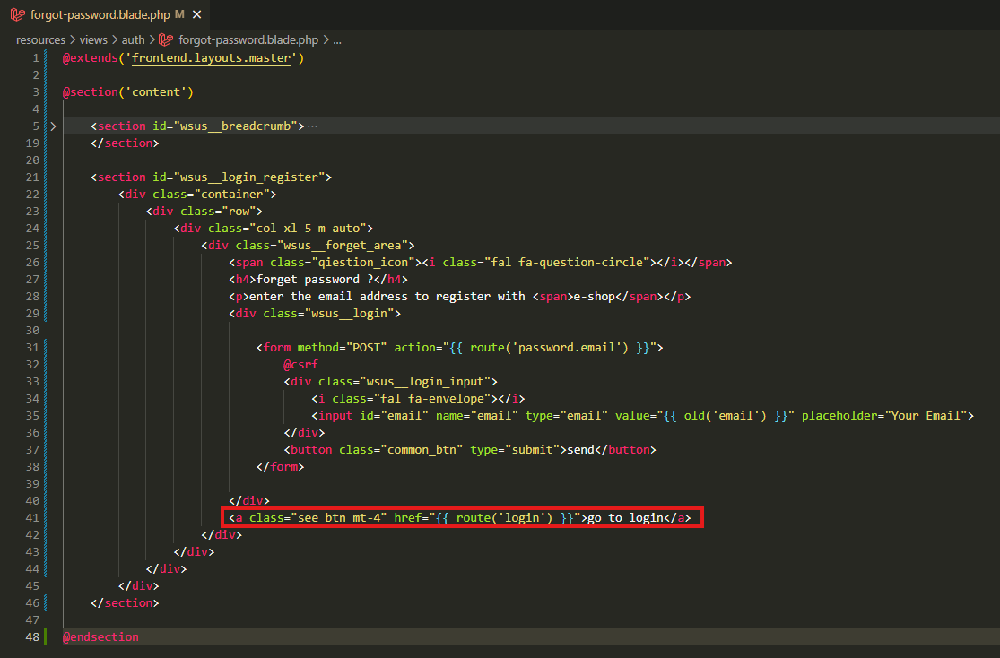 forgot-password.blade.php M ×
resources > views > auth > forgot-password.blade.php > ...
1 @extends('frontend.layouts.master')
2
3 @section('content')
4
5 > <section id="wsus__breadcrumb"> ···
19 </section>
20
21 <section id="wsus__login_register">
22 <div class="container">
23 <div class="row">
24 <div class="col-xl-5 m-auto">
25 <div class="wsus__forget_area">
26 <span class="qiestion_icon"><i class="fal fa-question-circle"></i></span>
27 <h4>forget password ?</h4>
28 <p>enter the email address to register with <span>e-shop</span></p>
29 <div class="wsus__login">
30
31 <form method="POST" action="{{ route('password.email') }}">
32 @csrf
33 <div class="wsus__login_input">
34 <i class="fal fa-envelope"></i>
35 <input id="email" name="email" type="email" value="{{ old('email') }}" placeholder="Your Email">
36 </div>
37 <button class="common_btn" type="submit">send</button>
38 </form>
39
40 </div>
41 <a class="see_btn mt-4" href="{{ route('login') }}">go to login</a>
42 </div>
43 </div>
44 </div>
45 </div>
46 </section>
47
48 @endsection